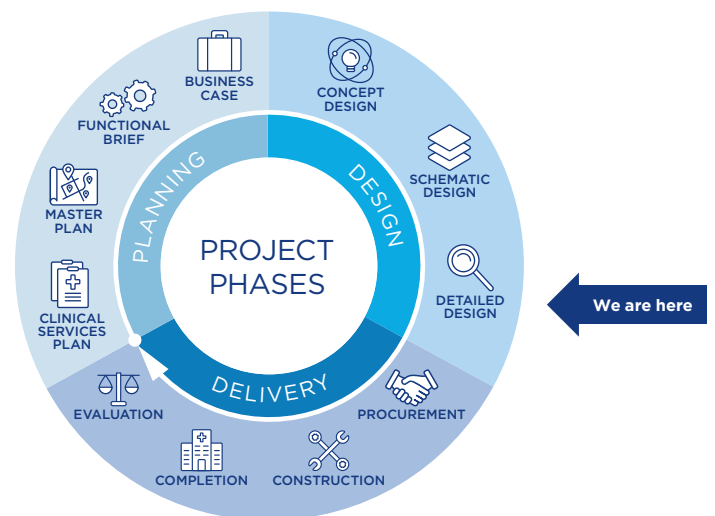 BUSINESS
CASE
CONCEPT
DESIGN
FUNCTIONAL
BRIEF
SCHEMATIC
DESIGN
MASTER
PLAN
DETAILED
DESIGN
CLINICAL
SERVICES
PLAN
PROCUREMENT
EVALUATION
CONSTRUCTION
COMPLETION
PLANNING
DESIGN
DELIVERY
PROJECT
PHASES
We are here